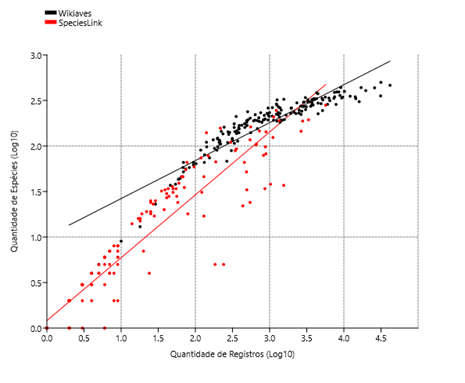 Wikiaves
SpeciesLink
3.0
2.5
2.0
1.5
1.0
0.5
0.0
Quantidade de Espécies (Log10)
0.0 0.5 1.0 1.5 2.0 2.5 3.0 3.5 4.0 4.5
Quantidade de Registros (Log10)